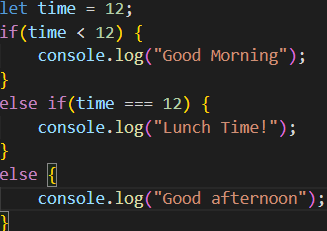 let time = 12;
if(time < 12) {
    console.log("Good Morning");
}
else if(time === 12) {
    console.log("Lunch Time!");
}
else {
    console.log("Good afternoon");
}